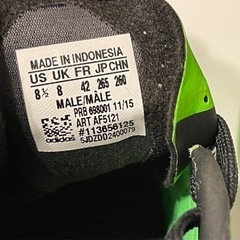 MADE IN INDONESIA
US UK FR JP CHN
8½ 8 42 265 260
MALE/MÂLE
PRB 698001 11/15
ART AF5121
#113656125
adidas 5JDZDD2400079